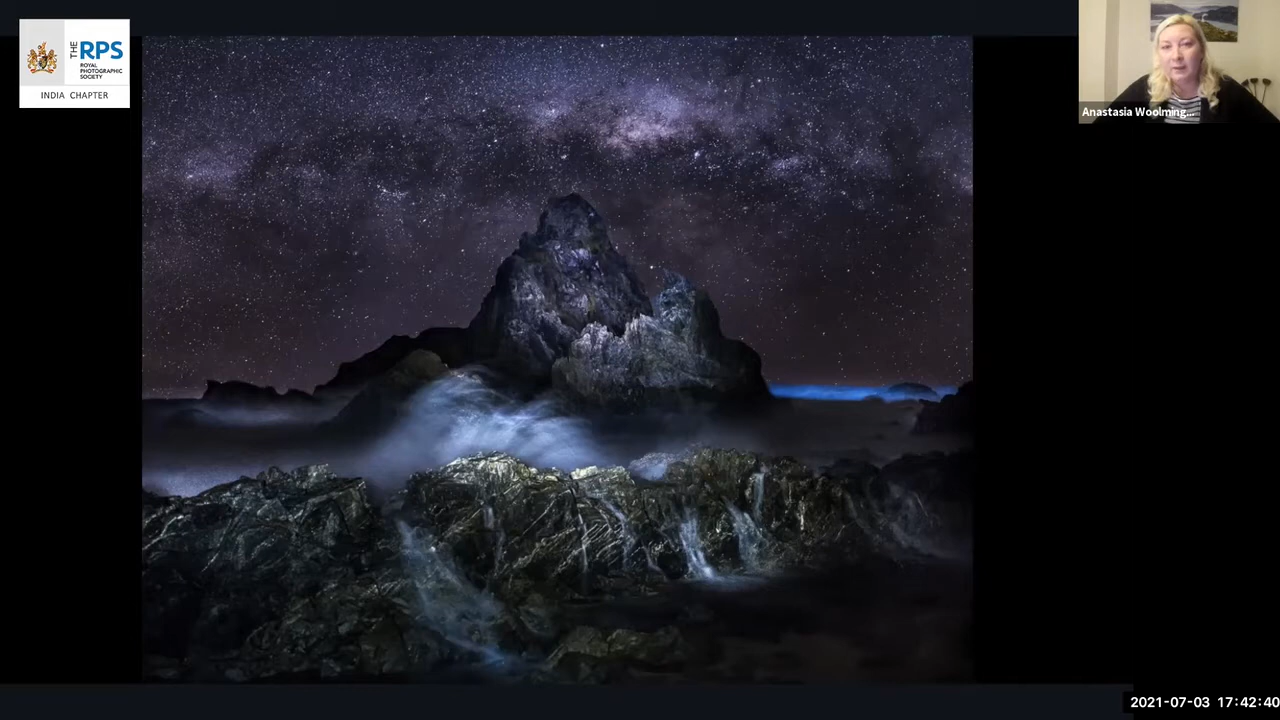 THE RPS
ROYAL
PHOTOGRAPHIC
SOCIETY
INDIA CHAPTER
Anastasia Woolming...
2021-07-03 17:42:40